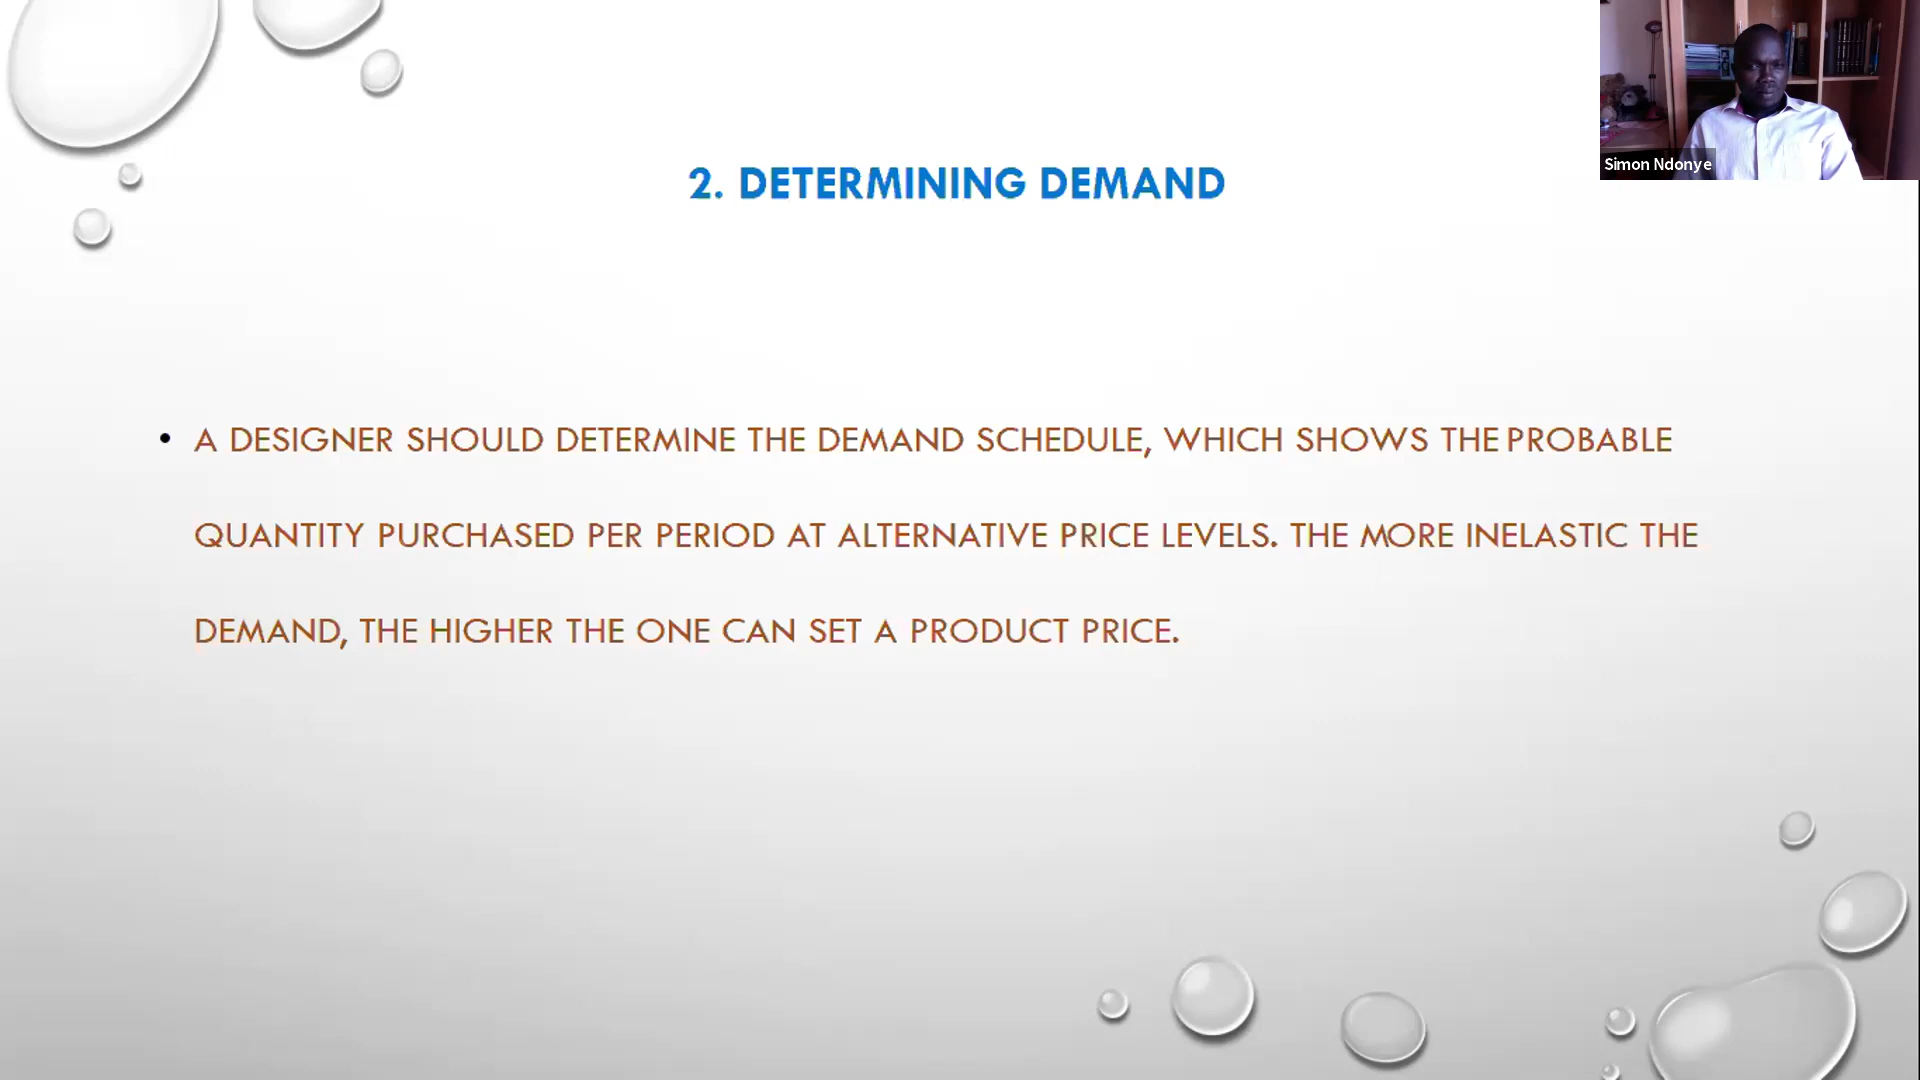 2. DETERMINING DEMAND
Simon Ndonye
• A DESIGNER SHOULD DETERMINE THE DEMAND SCHEDULE, WHICH SHOWS THE PROBABLE
QUANTITY PURCHASED PER PERIOD AT ALTERNATIVE PRICE LEVELS. THE MORE INELASTIC THE
DEMAND, THE HIGHER THE ONE CAN SET A PRODUCT PRICE.